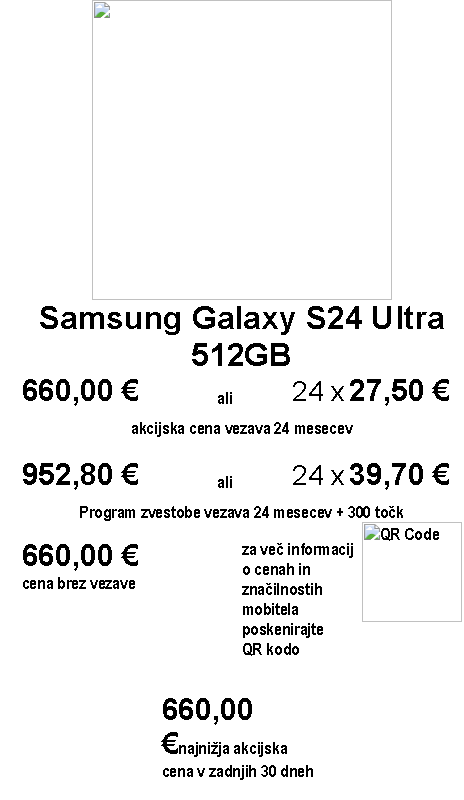 Samsung Galaxy S24 Ultra
512GB
660,00 € ali 24 x 27,50 €
akcijska cena vezava 24 mesecev
952,80 € ali 24 x 39,70 €
Program zvestobe vezava 24 mesecev + 300 točk
660,00 €
cena brez vezave
za več informacij
o cenah in
značilnostih
mobitela
poskenirajte
QR kodo
QR Code
660,00
€najnižja akcijska
cena v zadnjih 30 dneh